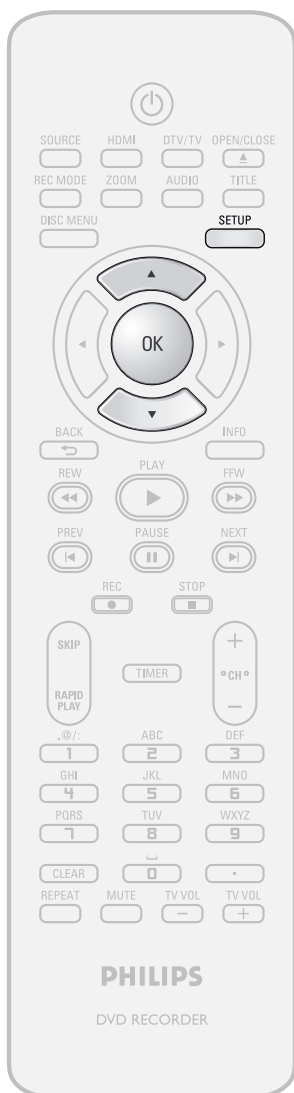 SOURCE HDMI DTV/TV OPEN/CLOSE
REC MODE ZOOM AUDIO TITLE
DISC MENU SETUP
OK
BACK INFO
REW PLAY FFW
PREV PAUSE NEXT
REC STOP
SKIP
RAPID PLAY
TIMER
+
CH
−
.@/: ABC DEF
1 2 3
GHI JKL MNO
4 5 6
PQRS TUV WXYZ
7 8 9
CLEAR 0 .
REPEAT MUTE TV VOL TV VOL
− +
PHILIPS
DVD RECORDER